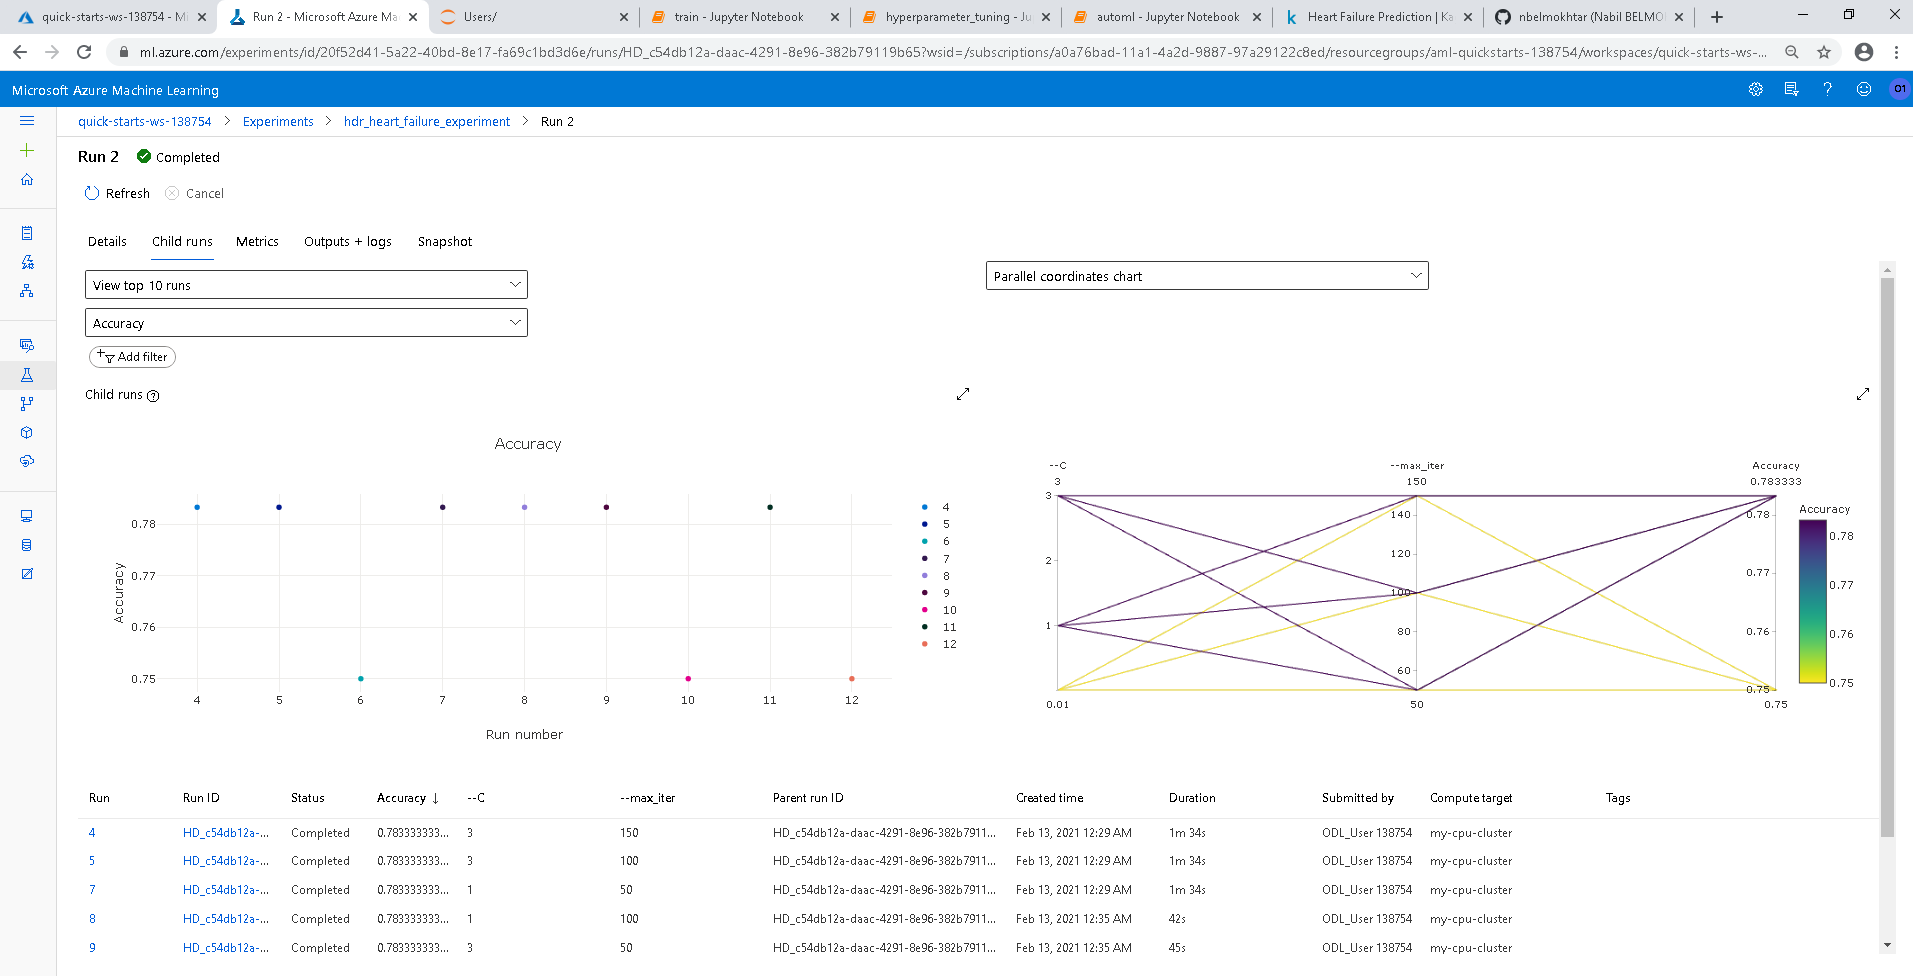 quick-starts-ws-138754 - Mi
Run 2 - Microsoft Azure Ma
Users/
train - Jupyter Notebook
hyperparameter_tuning - Ju
automl - Jupyter Notebook
Heart Failure Prediction | Ka
nbelmokhtar (Nabil BELMO
ml.azure.com/experiments/id/20f52d41-5a22-40bd-8e17-fa69c1bd3d6e/runs/HD_c54db12a-daac-4291-8e96-382b79119b65?wsid=/subscriptions/a0a76bad-11a1-4a2d-9887-97a29122c8ed/resourcegroups/aml-quickstarts-138754/workspaces/quick-starts-ws-...
Microsoft Azure Machine Learning
O1
quick-starts-ws-138754 > Experiments > hdr_heart_failure_experiment > Run 2
Run 2 Completed
Refresh Cancel
Details Child runs Metrics Outputs + logs Snapshot
View top 10 runs
Parallel coordinates chart
Accuracy
Add filter
Child runs
Accuracy
0.78
0.77
0.76
0.75
Accuracy
4 5 6 7 8 9 10 11 12
Run number
4
5
6
7
8
9
10
11
12
--C --max_iter Accuracy
3 150 0.783333
3
2
1
0.01
140
120
100
80
60
50
0.78
0.77
0.76
0.75
0.75
Accuracy
0.78
0.77
0.76
0.75
Run Run ID Status Accuracy ↓ --C --max_iter Parent run ID Created time Duration Submitted by Compute target Tags
4 HD_c54db12a-... Completed 0.783333333... 3 150 HD_c54db12a-daac-4291-8e96-382b7911... Feb 13, 2021 12:29 AM 1m 34s ODL_User 138754 my-cpu-cluster
5 HD_c54db12a-... Completed 0.783333333... 3 100 HD_c54db12a-daac-4291-8e96-382b7911... Feb 13, 2021 12:29 AM 1m 34s ODL_User 138754 my-cpu-cluster
7 HD_c54db12a-... Completed 0.783333333... 1 50 HD_c54db12a-daac-4291-8e96-382b7911... Feb 13, 2021 12:29 AM 1m 34s ODL_User 138754 my-cpu-cluster
8 HD_c54db12a-... Completed 0.783333333... 1 100 HD_c54db12a-daac-4291-8e96-382b7911... Feb 13, 2021 12:35 AM 42s ODL_User 138754 my-cpu-cluster
9 HD_c54db12a-... Completed 0.783333333... 3 50 HD_c54db12a-daac-4291-8e96-382b7911... Feb 13, 2021 12:35 AM 45s ODL_User 138754 my-cpu-cluster